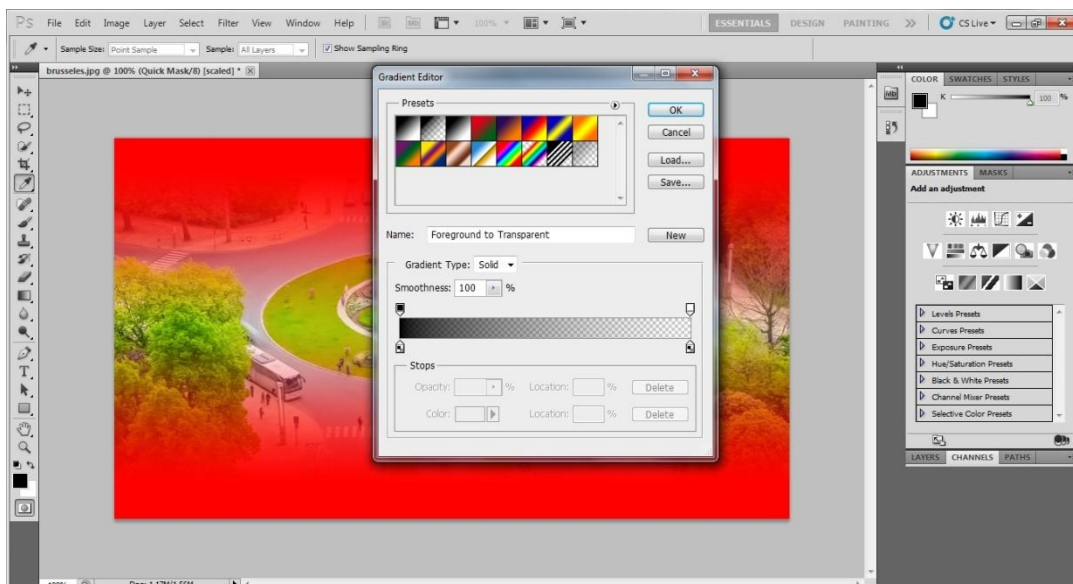 Ps File Edit Image Layer Select Filter View Window Help Br Mb 100% ESSENTIALS DESIGN PAINTING CS Live
Sample Size: Point Sample Sample: All Layers Show Sampling Ring
brusseles.jpg @ 100% (Quick Mask/8) [scaled] *
Gradient Editor
Presets
OK
Cancel
Load...
Save...
Name: Foreground to Transparent New
Gradient Type: Solid
Smoothness: 100 %
Stops
Opacity: % Location: % Delete
Color: Location: % Delete
Mb
COLOR SWATCHES STYLES
K 100 %
ADJUSTMENTS MASKS
Add an adjustment
Levels Presets
Curves Presets
Exposure Presets
Hue/Saturation Presets
Black & White Presets
Channel Mixer Presets
Selective Color Presets
LAYERS CHANNELS PATHS